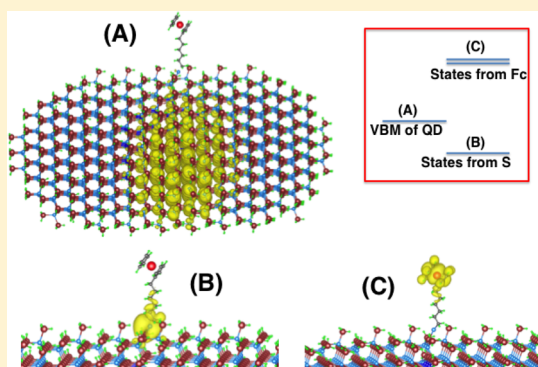 (A)
(C)
States from Fc
(A)
VBM of QD
(B)
States from S
(B)
(C)